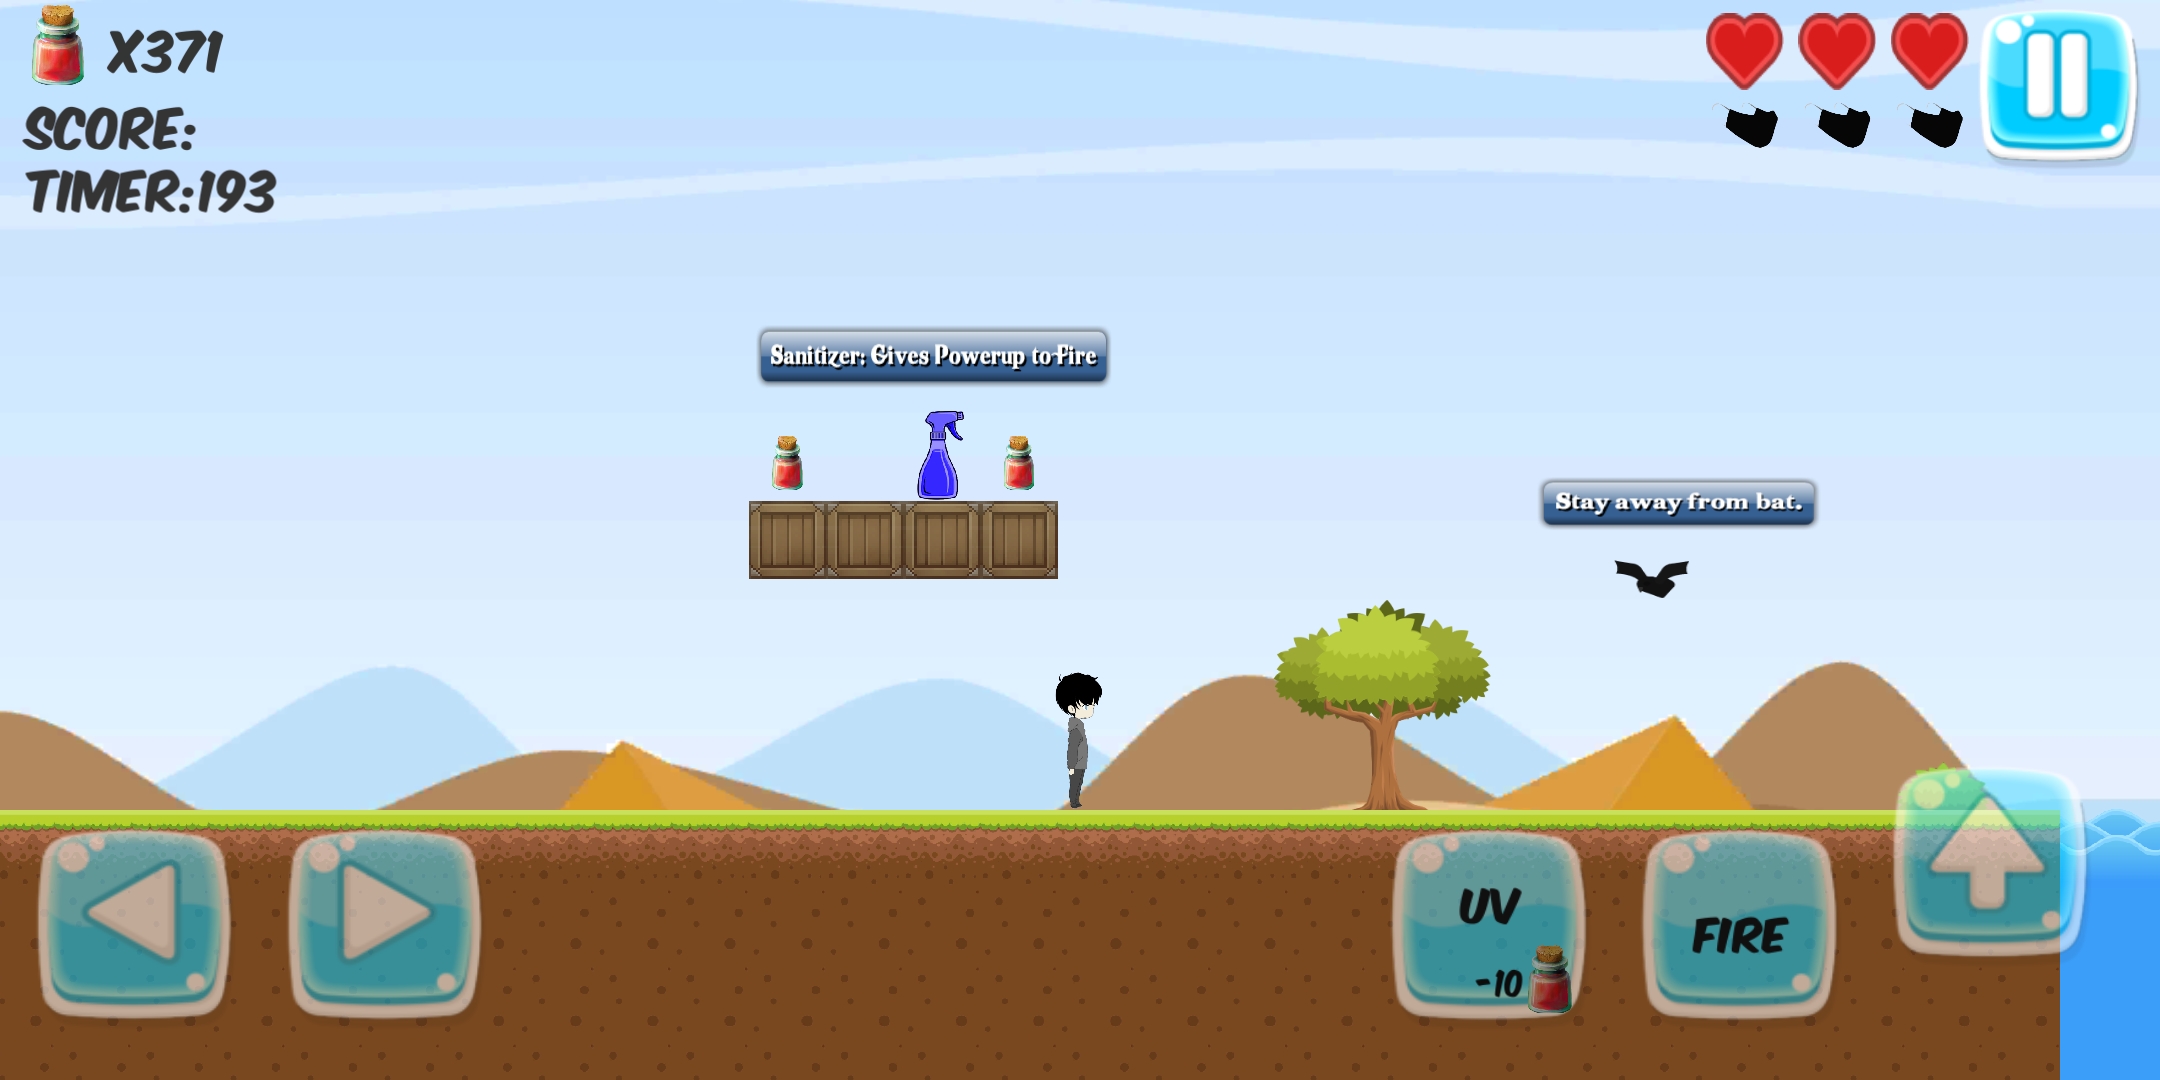 X371
SCORE:
TIMER:193
Sanitizer: Gives Powerup to Fire
Stay away from bat.
UV
-10
FIRE